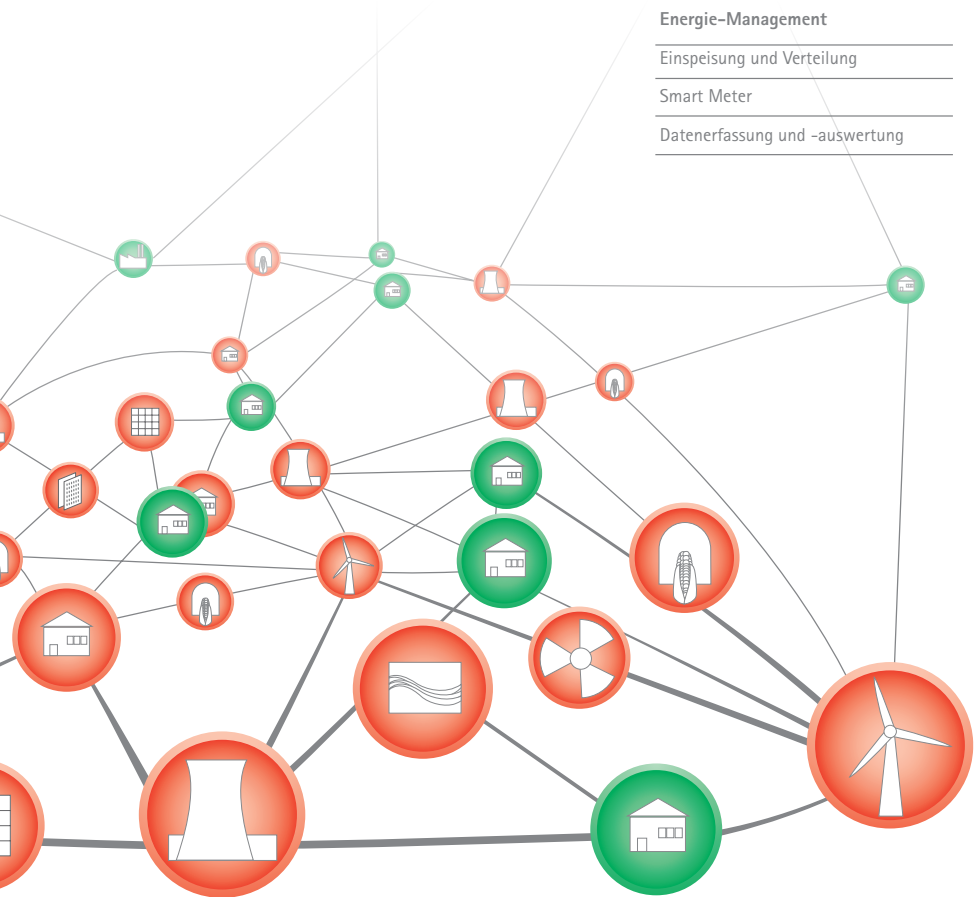 Energie-Management
Einspeisung und Verteilung
Smart Meter
Datenerfassung und -auswertung